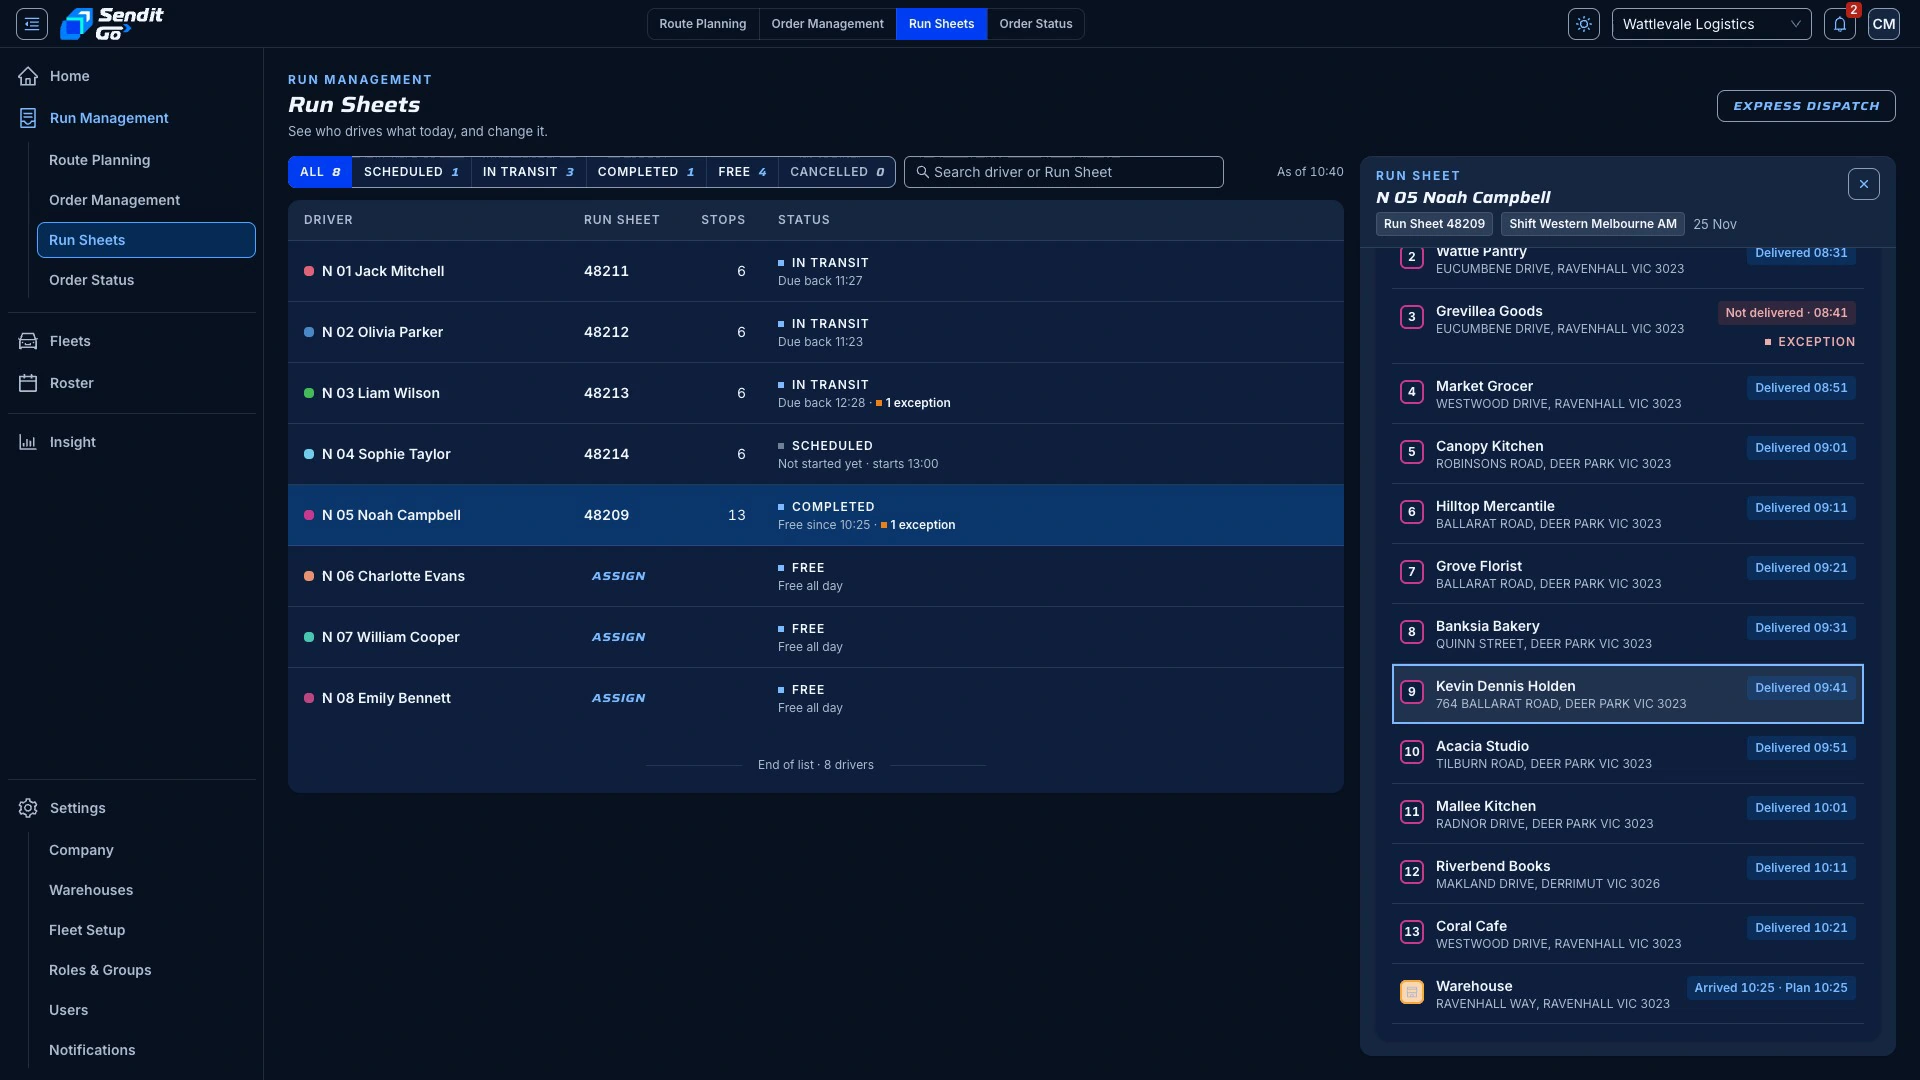 Sendit Go
Route Planning
Order Management
Run Sheets
Order Status
Wattlevale Logistics
2
CM
Home
Run Management
Route Planning
Order Management
Run Sheets
Order Status
Fleets
Roster
Insight
Settings
Company
Warehouses
Fleet Setup
Roles & Groups
Users
Notifications
RUN MANAGEMENT
Run Sheets
See who drives what today, and change it.
EXPRESS DISPATCH
ALL 8
SCHEDULED 1
IN TRANSIT 3
COMPLETED 1
FREE 4
CANCELLED 0
Search driver or Run Sheet
As of 10:40
DRIVER RUN SHEET STOPS STATUS
N 01 Jack Mitchell 48211 6 IN TRANSIT
Due back 11:27
N 02 Olivia Parker 48212 6 IN TRANSIT
Due back 11:23
N 03 Liam Wilson 48213 6 IN TRANSIT
Due back 12:28 · 1 exception
N 04 Sophie Taylor 48214 6 SCHEDULED
Not started yet · starts 13:00
N 05 Noah Campbell 48209 13 COMPLETED
Free since 10:25 · 1 exception
N 06 Charlotte Evans ASSIGN FREE
Free all day
N 07 William Cooper ASSIGN FREE
Free all day
N 08 Emily Bennett ASSIGN FREE
Free all day
End of list · 8 drivers
RUN SHEET
N 05 Noah Campbell
Run Sheet 48209 Shift Western Melbourne AM 25 Nov
2 Wattle Pantry Delivered 08:31
EUCUMBENE DRIVE, RAVENHALL VIC 3023
3 Grevillea Goods Not delivered · 08:41
EUCUMBENE DRIVE, RAVENHALL VIC 3023
EXCEPTION
4 Market Grocer Delivered 08:51
WESTWOOD DRIVE, RAVENHALL VIC 3023
5 Canopy Kitchen Delivered 09:01
ROBINSONS ROAD, DEER PARK VIC 3023
6 Hilltop Mercantile Delivered 09:11
BALLARAT ROAD, DEER PARK VIC 3023
7 Grove Florist Delivered 09:21
BALLARAT ROAD, DEER PARK VIC 3023
8 Banksia Bakery Delivered 09:31
QUINN STREET, DEER PARK VIC 3023
9 Kevin Dennis Holden Delivered 09:41
764 BALLARAT ROAD, DEER PARK VIC 3023
10 Acacia Studio Delivered 09:51
TILBURN ROAD, DEER PARK VIC 3023
11 Mallee Kitchen Delivered 10:01
RADNOR DRIVE, DEER PARK VIC 3023
12 Riverbend Books Delivered 10:11
MAKLAND DRIVE, DERRIMUT VIC 3026
13 Coral Cafe Delivered 10:21
WESTWOOD DRIVE, RAVENHALL VIC 3023
Warehouse Arrived 10:25 · Plan 10:25
RAVENHALL WAY, RAVENHALL VIC 3023